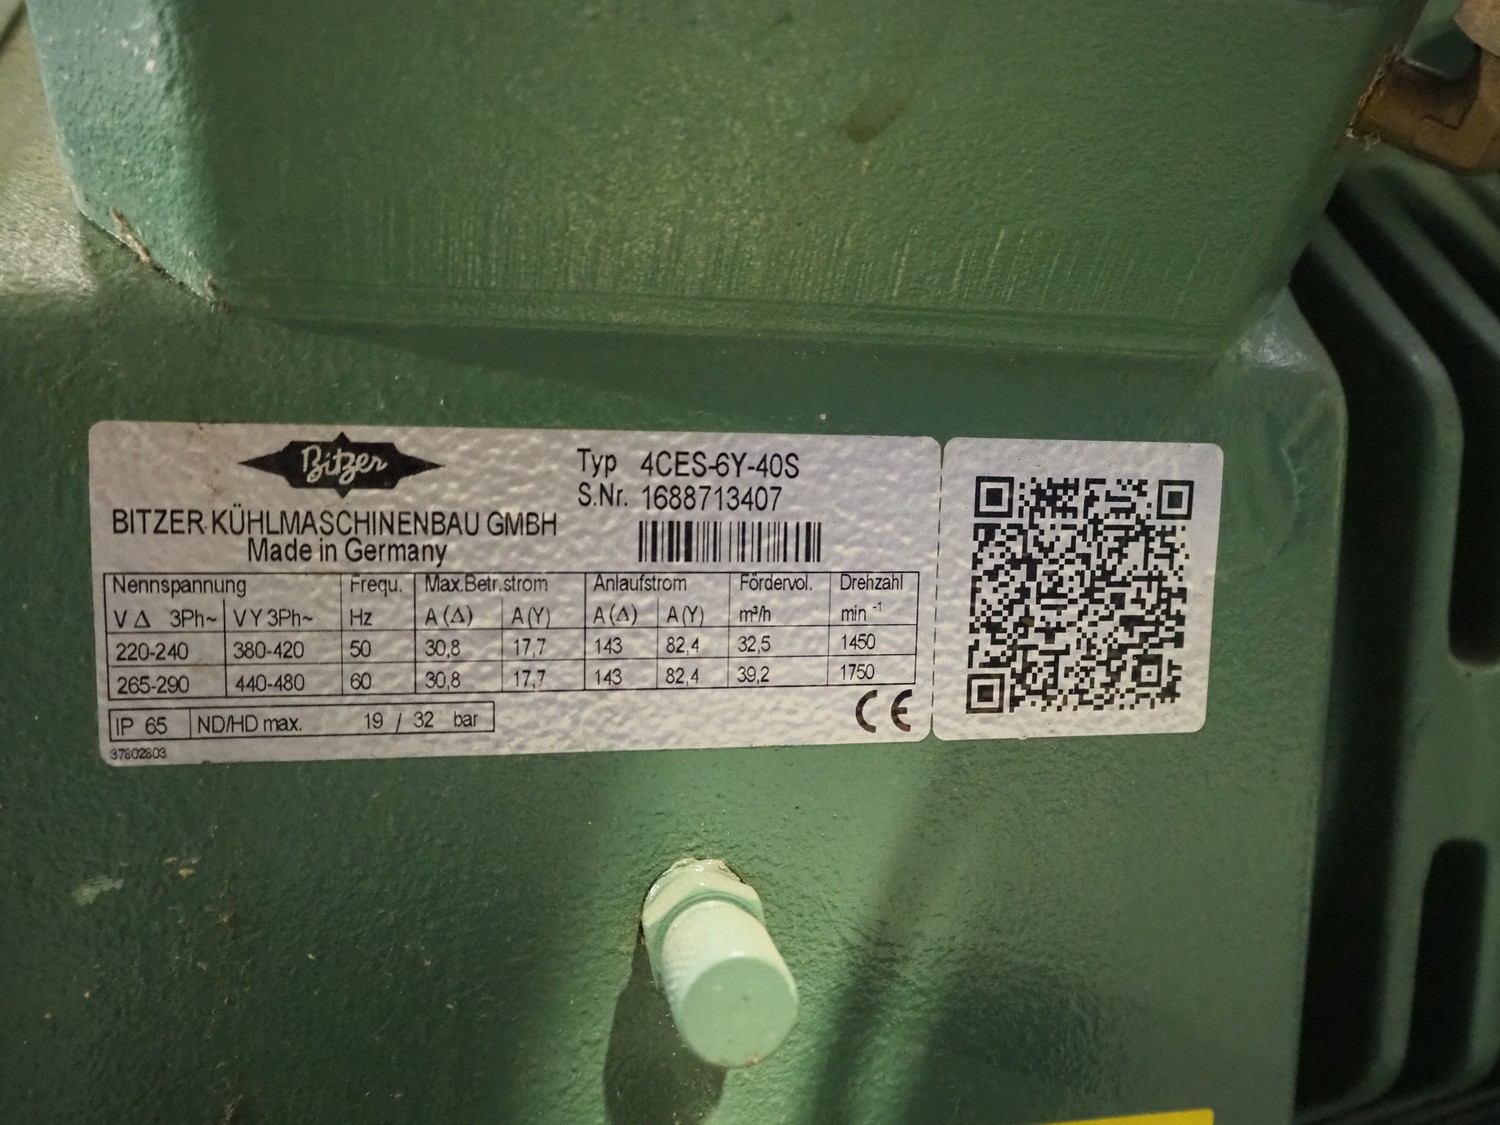 Bitzer
Typ 4CES-6Y-40S
S.Nr. 1688713407
BITZER KÜHLMASCHINENBAU GMBH
Made in Germany
Nennspannung Frequ. Max.Betr.strom Anlaufstrom Fördervol. Drehzahl
V Δ 3Ph~ V Y 3Ph~ Hz A (Δ) A (Y) A (Δ) A (Y) m³/h min⁻¹
220-240 380-420 50 30,8 17,7 143 82,4 32,5 1450
265-290 440-480 60 30,8 17,7 143 82,4 39,2 1750
IP 65 ND/HD max. 19 / 32 bar
CE
37802803